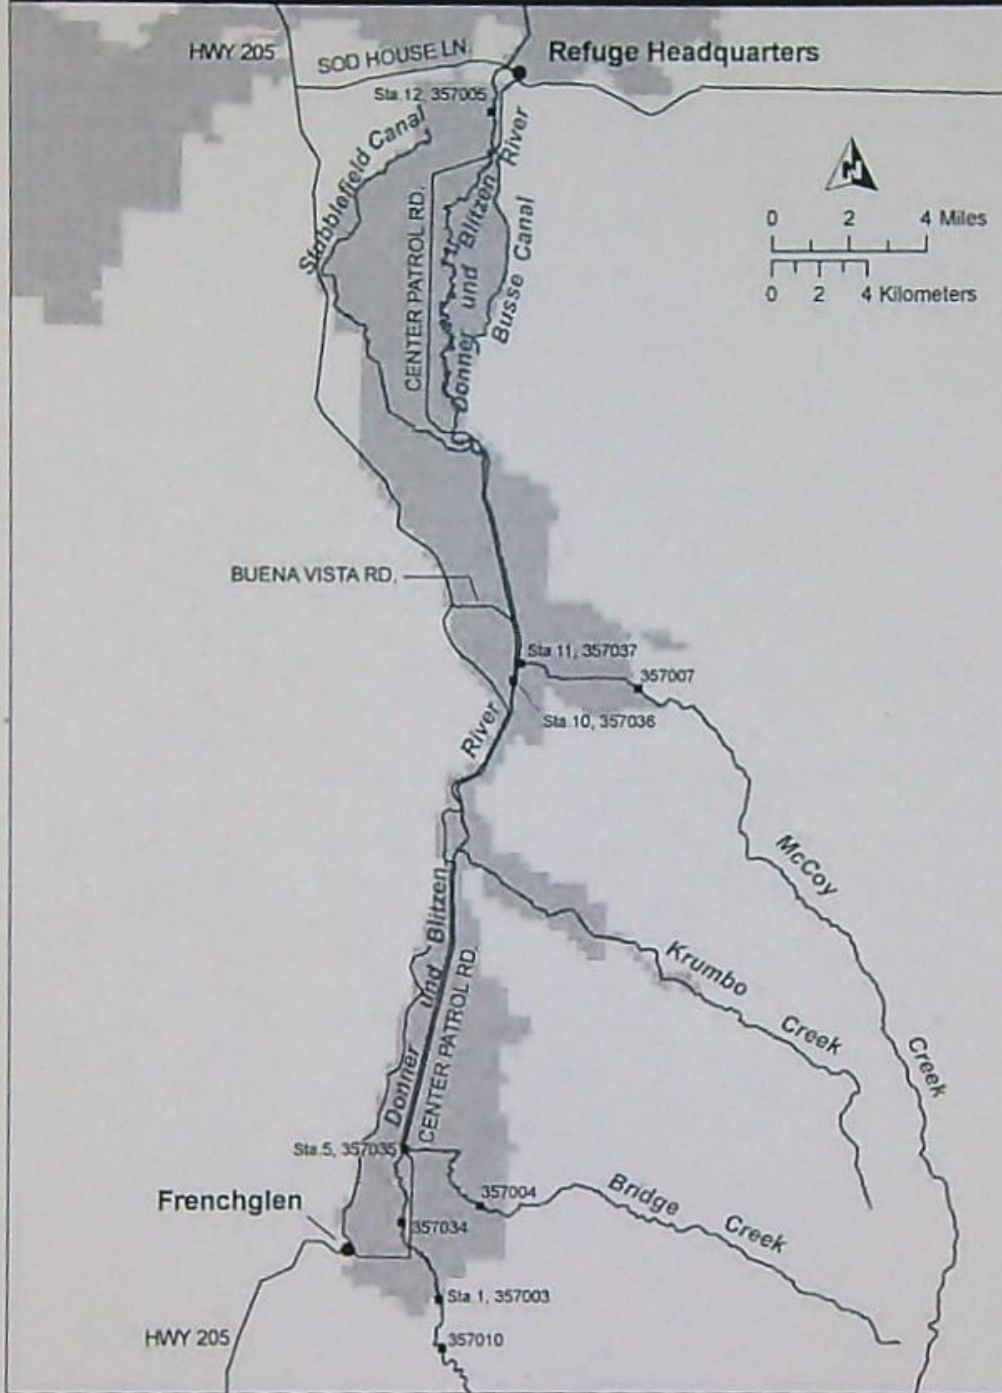 HWY 205
SOD HOUSE LN.
Refuge Headquarters
Sta.12, 357005
Stubblefield Canal
CENTER PATROL RD.
Donner und Blitzen River
Busse Canal
N
0 2 4 Miles
0 2 4 Kilometers
BUENA VISTA RD.
Sta.11, 357037
357007
Sta.10, 357036
River
McCoy
Creek
Donner und Blitzen
CENTER PATROL RD.
Krumbo
Creek
Sta.5, 357035
357004
Bridge
Creek
Frenchglen
357034
Sta.1, 357003
HWY 205
357010